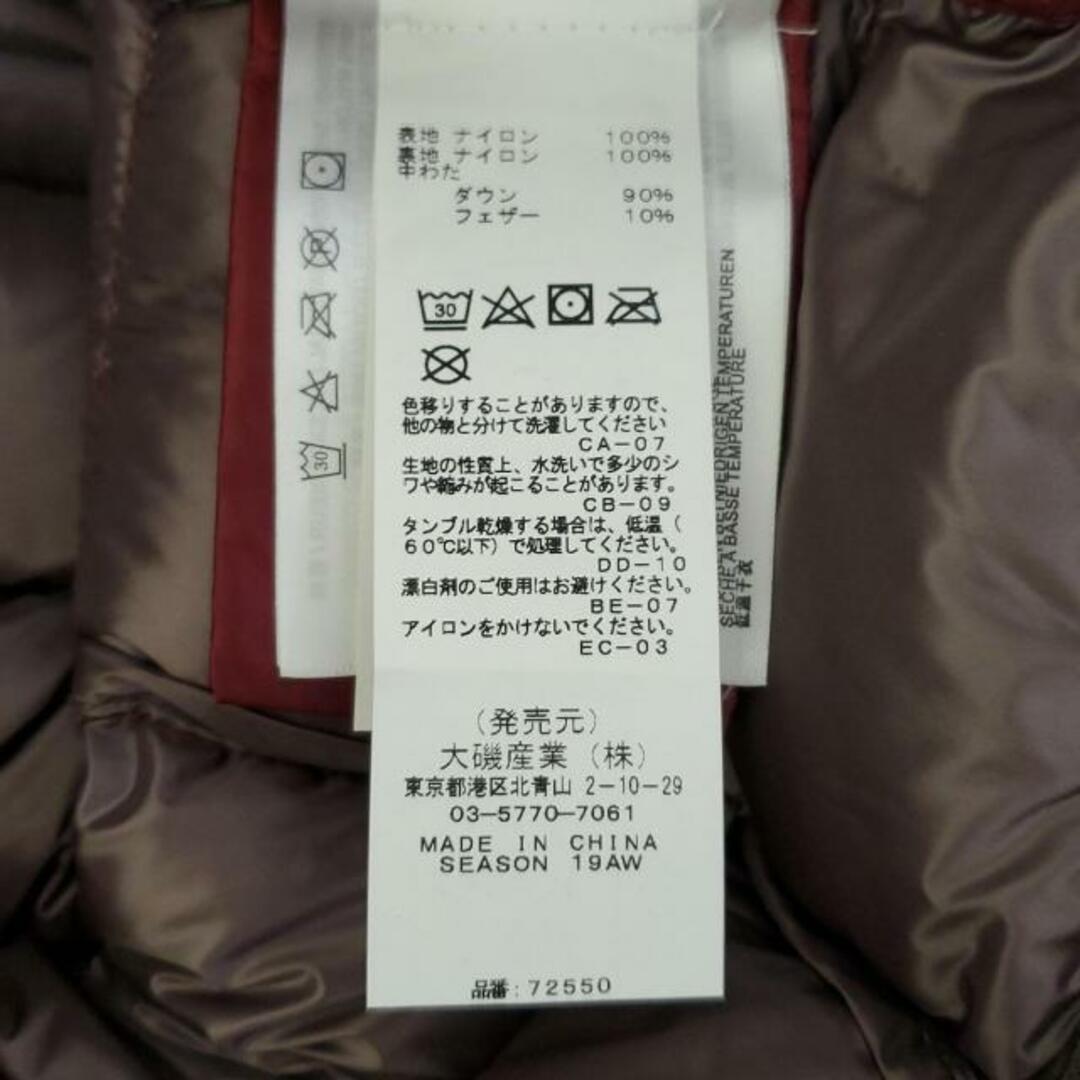 表地 ナイロン 100%
裏地 ナイロン 100%
中わた
ダウン 90%
フェザー 10%
30
色移りすることがありますので、
他の物と分けて洗濯してください
CA-07
生地の性質上、水洗いで多少のシ
ワや縮みが起こることがあります。
CB-09
タンブル乾燥する場合は、低温（
60℃以下）で処理してください。
DD-10
漂白剤のご使用はお避けください。
BE-07
アイロンをかけないでください。
EC-03
（発売元）
大磯産業（株）
東京都港区北青山 2-10-29
03-5770-7061
MADE IN CHINA
SEASON 19AW
品番：72550
P
30
NIEDRIGEN TEMPERATUREN
SECHE A BASSE TEMPERATURE
低温干衣